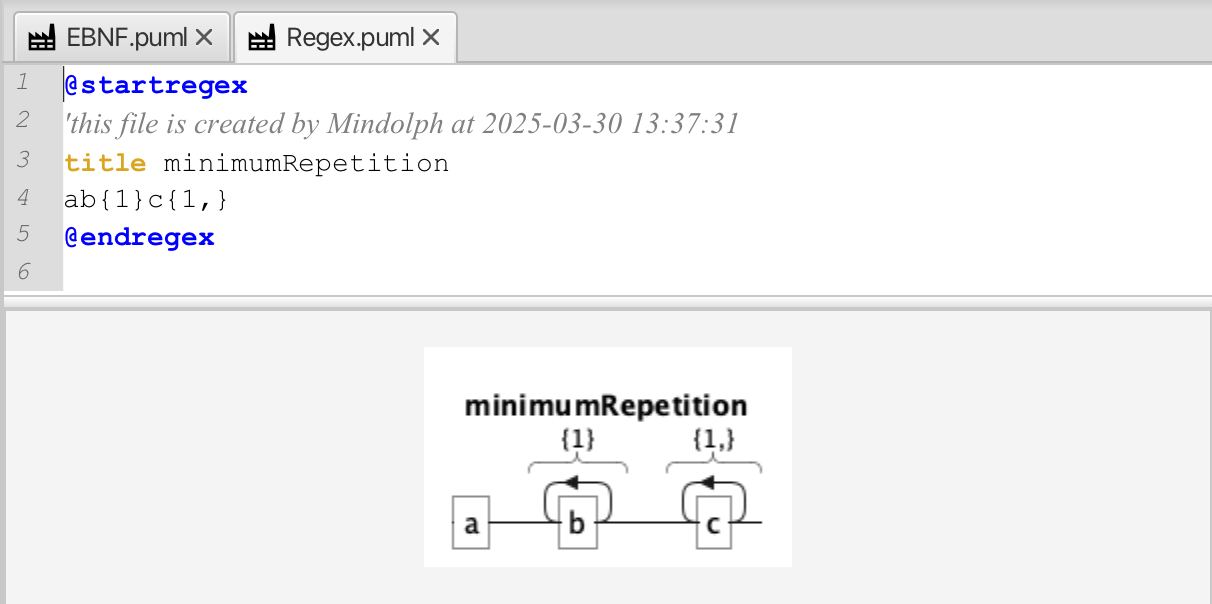 EBNF.puml Regex.puml
1 @startregex
2 'this file is created by Mindolph at 2025-03-30 13:37:31
3 title minimumRepetition
4 ab{1}c{1,}
5 @endregex
6
minimumRepetition
{1} {1,}
a b c